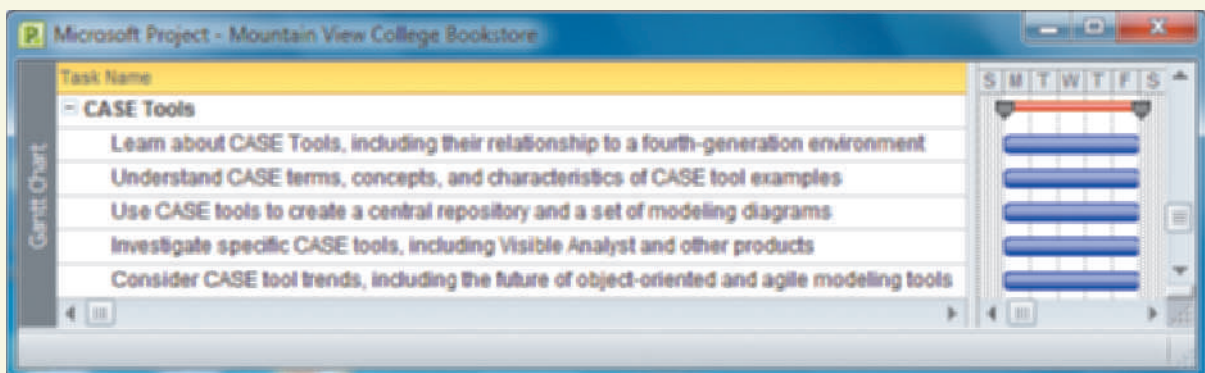 Microsoft Project - Mountain View College Bookstore
Task Name
S M T W T F S
CASE Tools
Learn about CASE Tools, including their relationship to a fourth-generation environment
Understand CASE terms, concepts, and characteristics of CASE tool examples
Use CASE tools to create a central repository and a set of modeling diagrams
Investigate specific CASE tools, including Visible Analyst and other products
Consider CASE tool trends, including the future of object-oriented and agile modeling tools
Gantt Chart